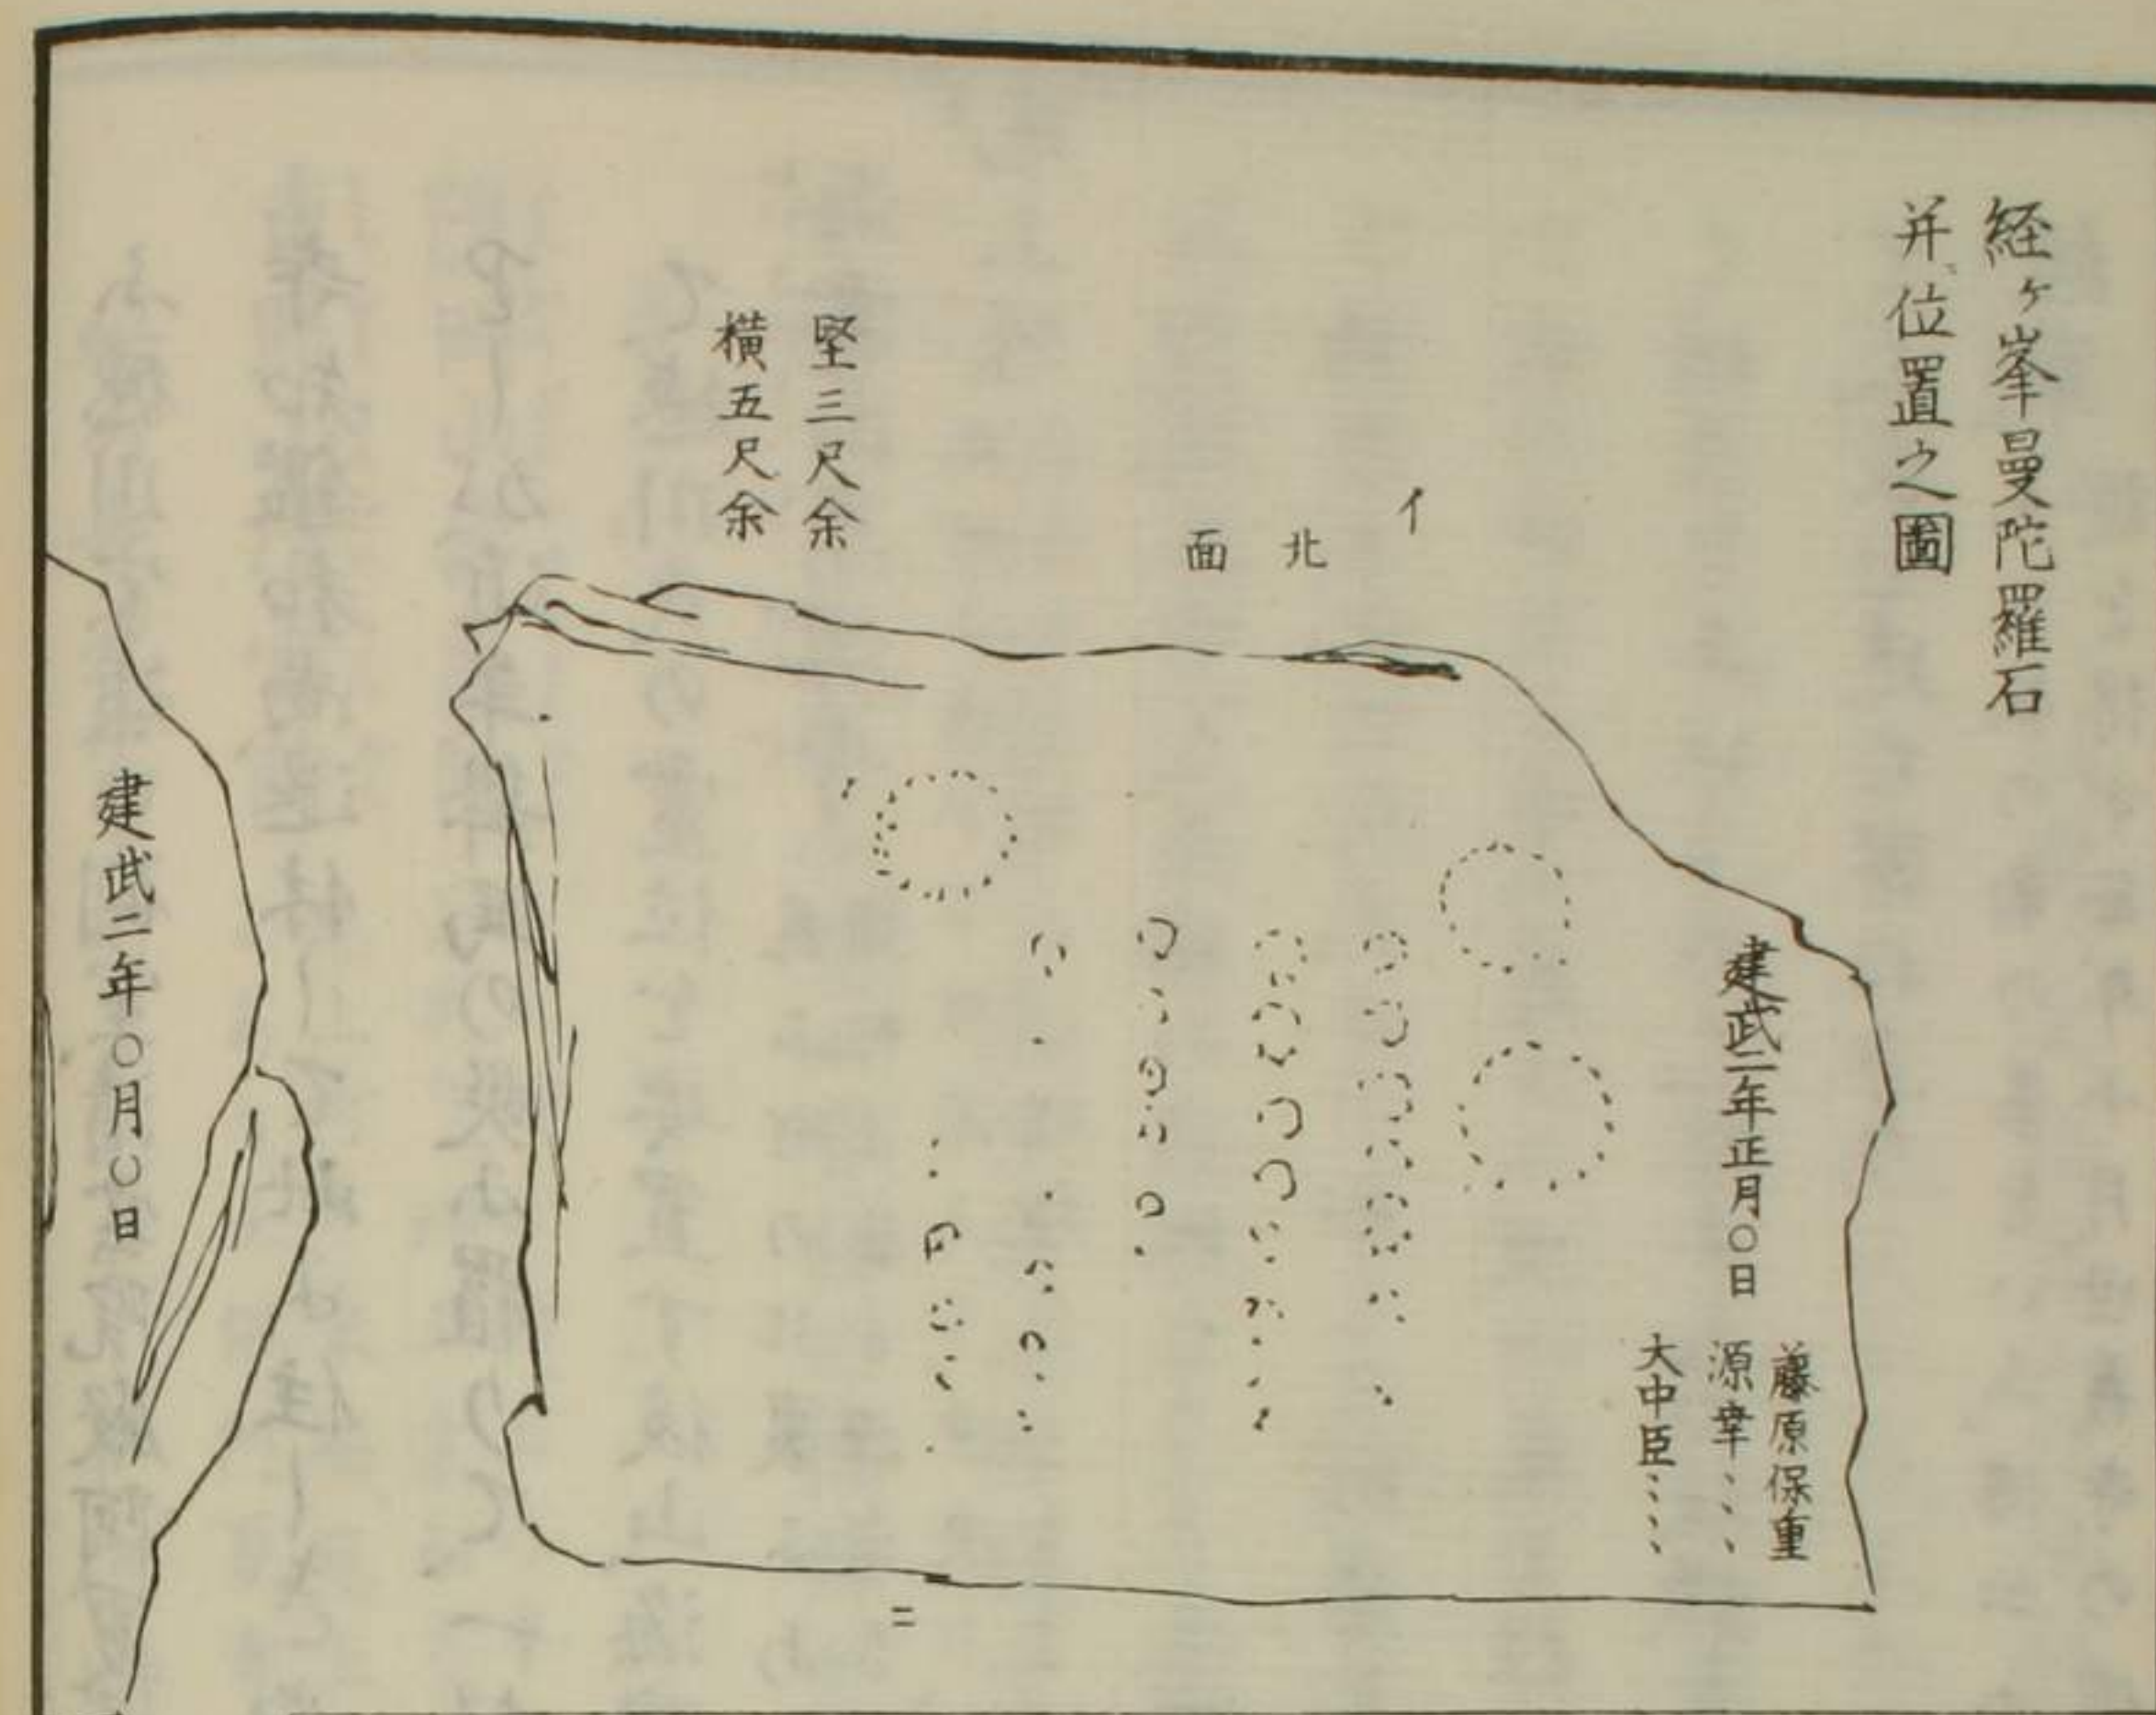 経ヶ峯曼陀羅石
并位置之圖
イ
北面
竪三尺余
横五尺余
建武二年正月〇日
藤原保重
源幸、、、
大中臣、、、、
ニ
建武二年〇月〇日